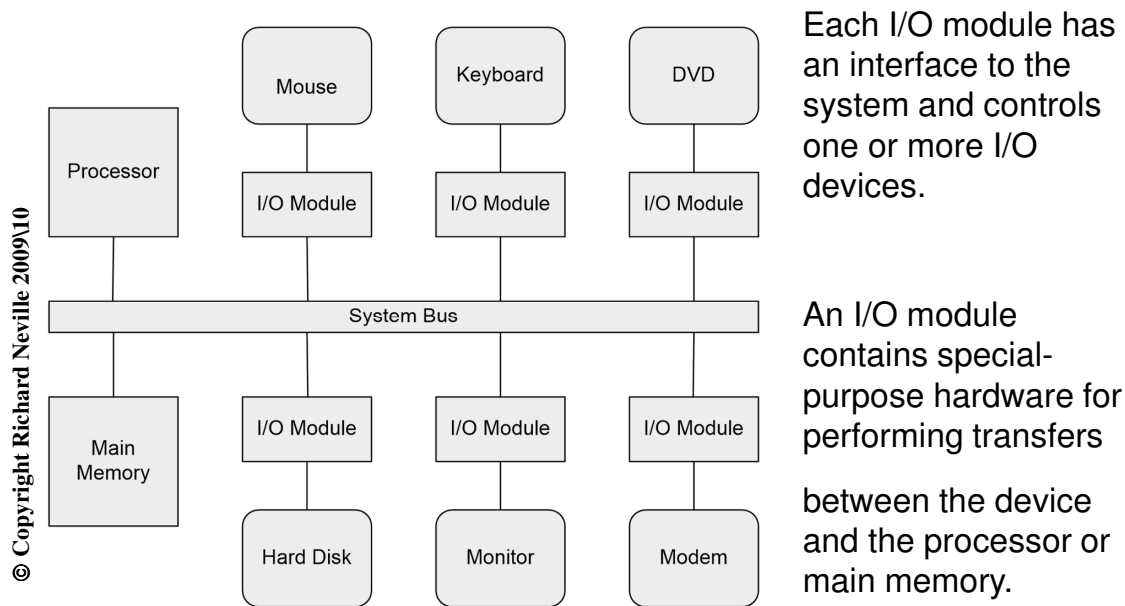 Mouse
Keyboard
DVD
Processor
I/O Module
I/O Module
I/O Module
System Bus
Main
Memory
I/O Module
I/O Module
I/O Module
Hard Disk
Monitor
Modem
Each I/O module has
an interface to the
system and controls
one or more I/O
devices.
An I/O module
contains special-
purpose hardware for
performing transfers
between the device
and the processor or
main memory.
© Copyright Richard Neville 2009\10